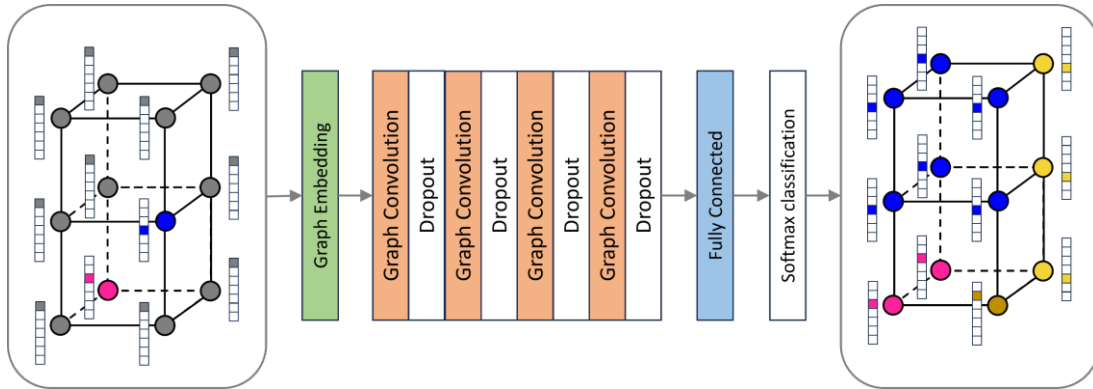 Graph Embedding
Graph Convolution
Dropout
Graph Convolution
Dropout
Graph Convolution
Dropout
Graph Convolution
Dropout
Fully Connected
Softmax classification